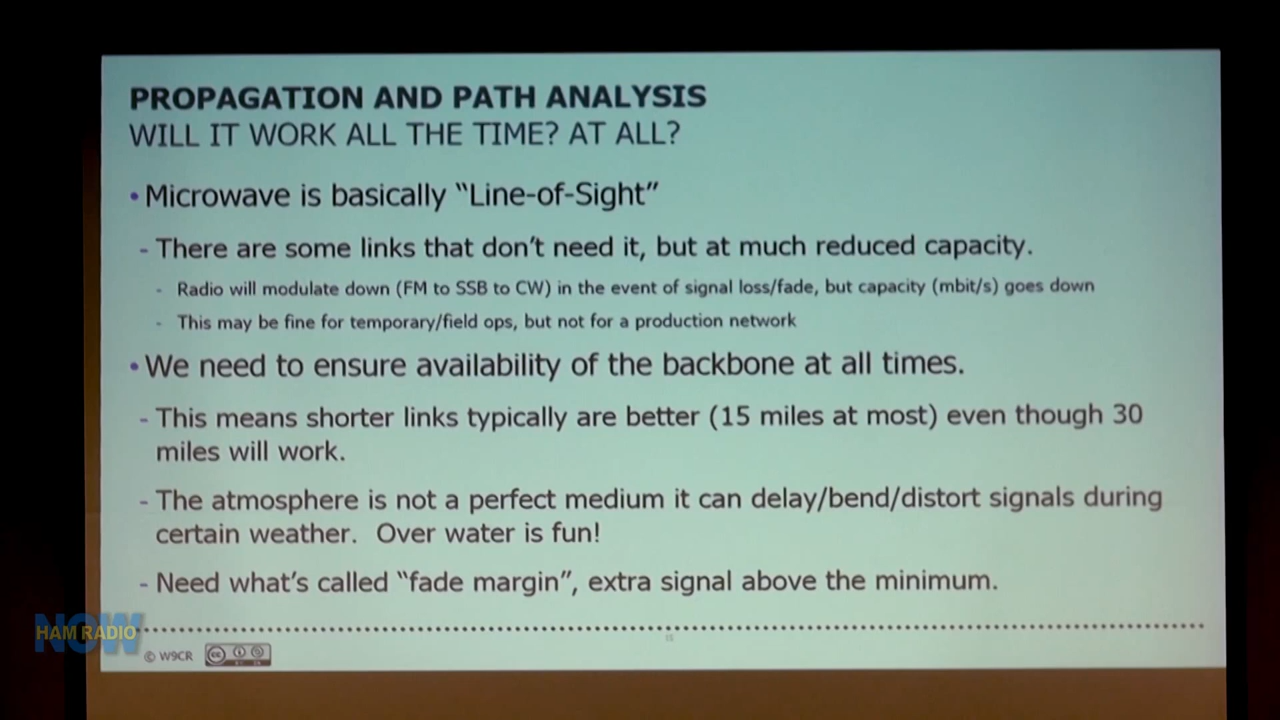 PROPAGATION AND PATH ANALYSIS
WILL IT WORK ALL THE TIME? AT ALL?
• Microwave is basically “Line-of-Sight”
- There are some links that don’t need it, but at much reduced capacity.
- Radio will modulate down (FM to SSB to CW) in the event of signal loss/fade, but capacity (mbit/s) goes down
- This may be fine for temporary/field ops, but not for a production network
• We need to ensure availability of the backbone at all times.
- This means shorter links typically are better (15 miles at most) even though 30
miles will work.
- The atmosphere is not a perfect medium it can delay/bend/distort signals during
certain weather.  Over water is fun!
- Need what’s called “fade margin”, extra signal above the minimum.
NOW
HAM RADIO
© W9CR
cc